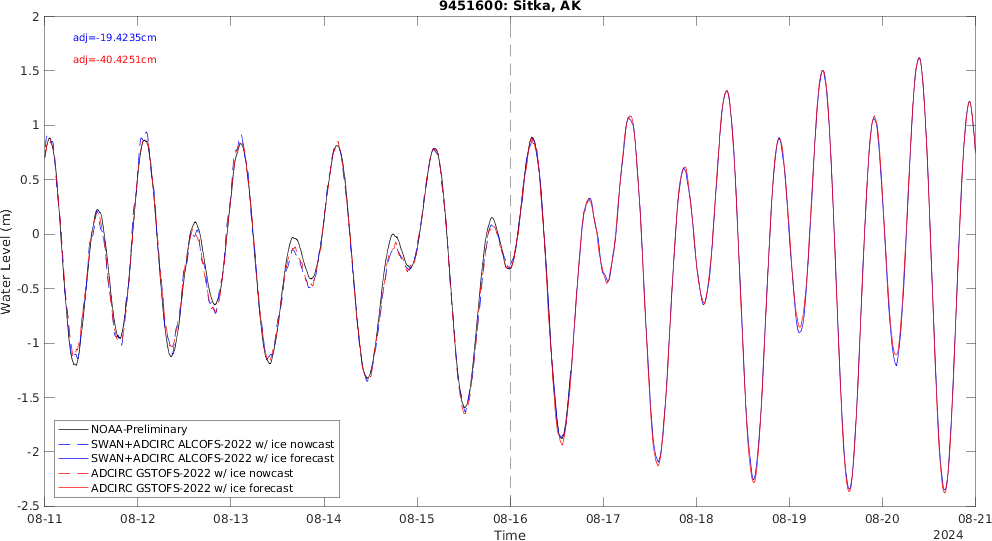 9451600: Sitka, AK
adj=-19.4235cm
adj=-40.4251cm
Water Level (m)
2
1.5
1
0.5
0
-0.5
-1
-1.5
-2
-2.5
NOAA-Preliminary
SWAN+ADCIRC ALCOFS-2022 w/ ice nowcast
SWAN+ADCIRC ALCOFS-2022 w/ ice forecast
ADCIRC GSTOFS-2022 w/ ice nowcast
ADCIRC GSTOFS-2022 w/ ice forecast
08-11 08-12 08-13 08-14 08-15 08-16 08-17 08-18 08-19 08-20 08-21
Time
2024